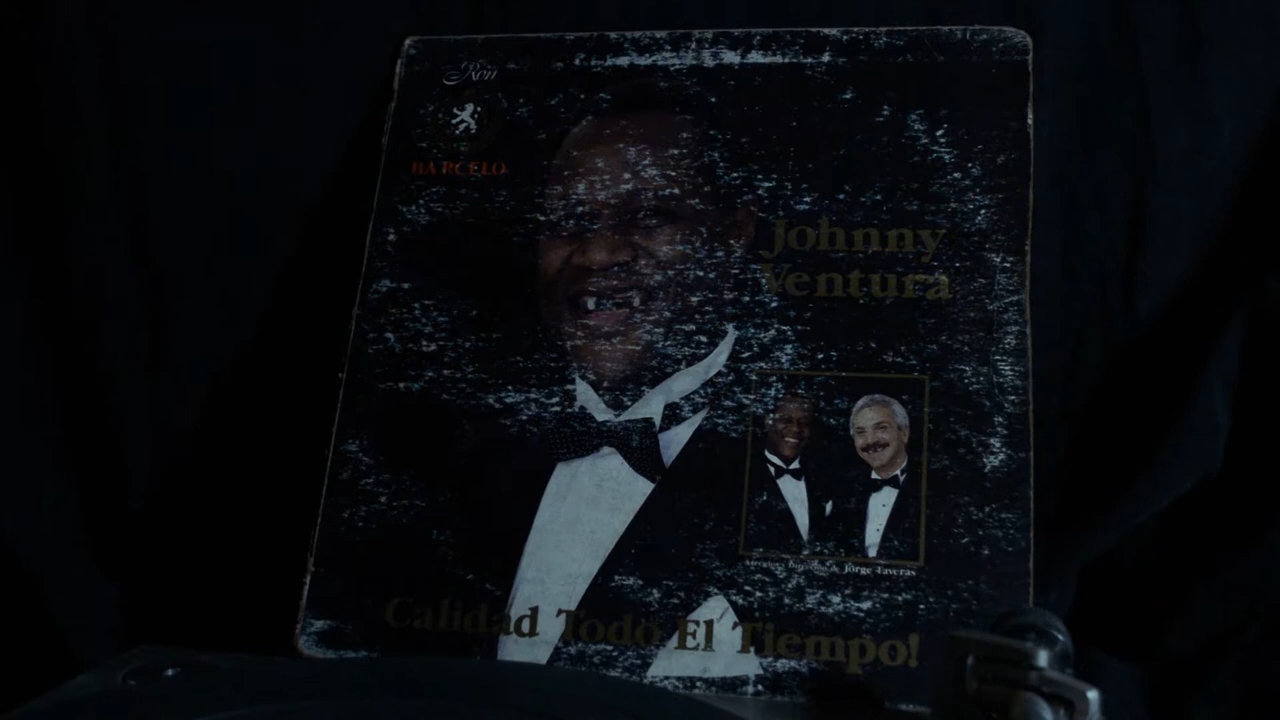 Ron
BARCELO
Johnny
Ventura
Jorge Taveras
Calidad Todo El Tiempo!